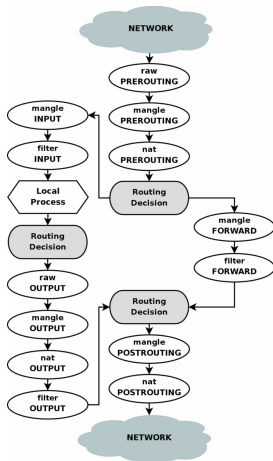 NETWORK
raw
PREROUTING
mangle
PREROUTING
nat
PREROUTING
Routing
Decision
mangle
INPUT
filter
INPUT
Local
Process
Routing
Decision
raw
OUTPUT
mangle
OUTPUT
nat
OUTPUT
filter
OUTPUT
mangle
FORWARD
filter
FORWARD
Routing
Decision
mangle
POSTROUTING
nat
POSTROUTING
NETWORK